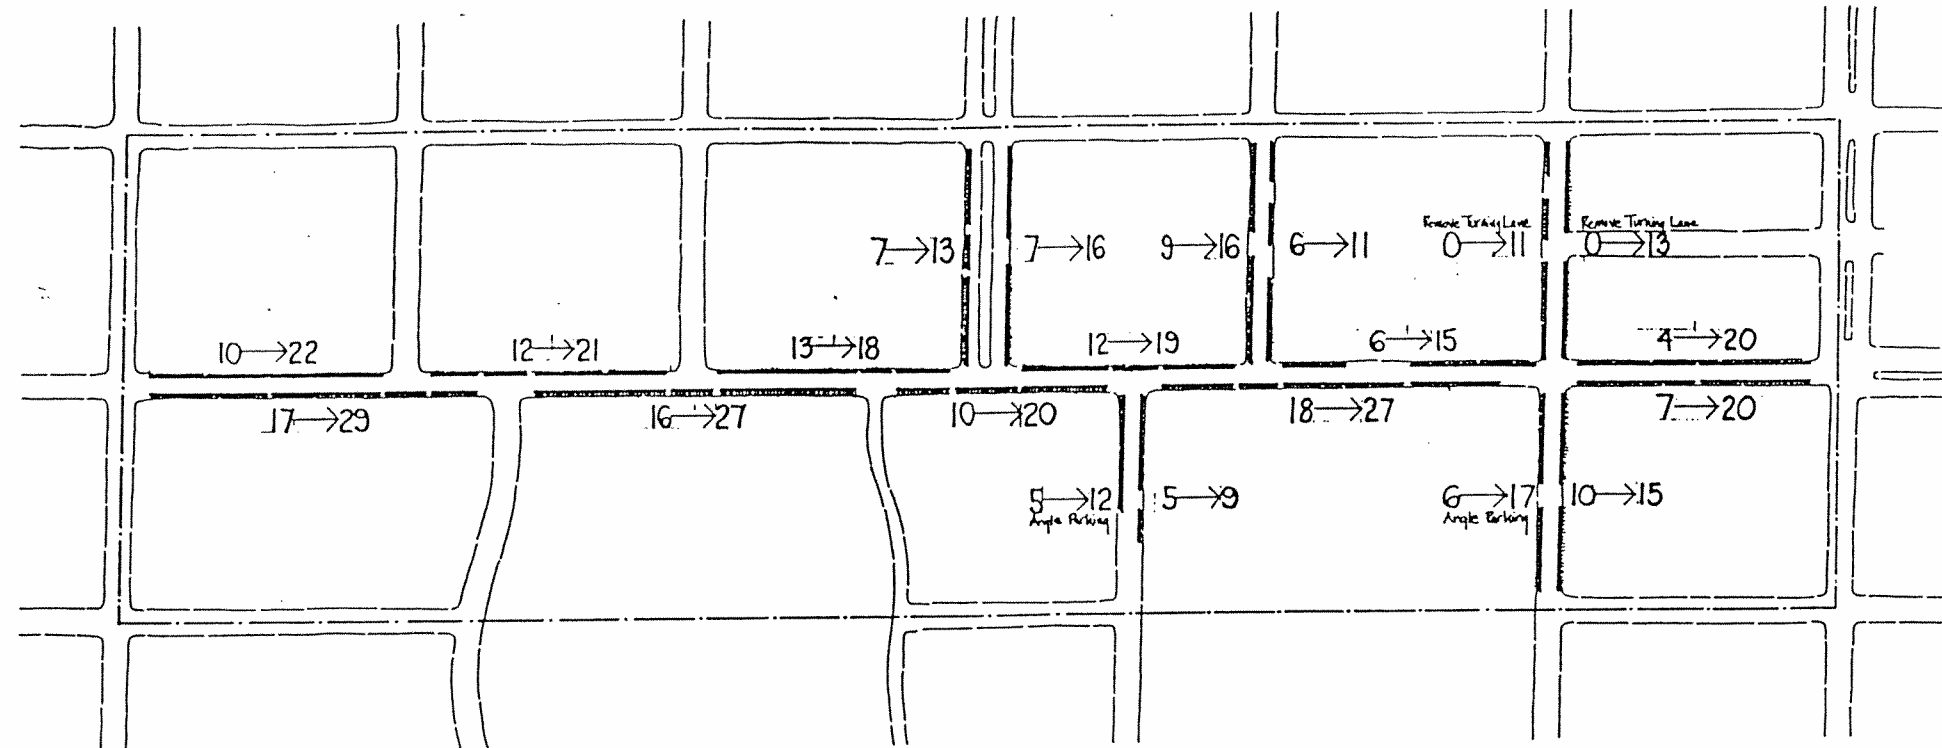 Remove Turning Lane Remove Turning Lane
7→13 7→16 9→16 6→11 0→11 0→13
10→22 12→21 13→18 12→19 6→15 4→20
17→29 16→27 10→20 18→27 7→20
5→12 5→9 6→17 10→15
Angle Parking Angle Parking